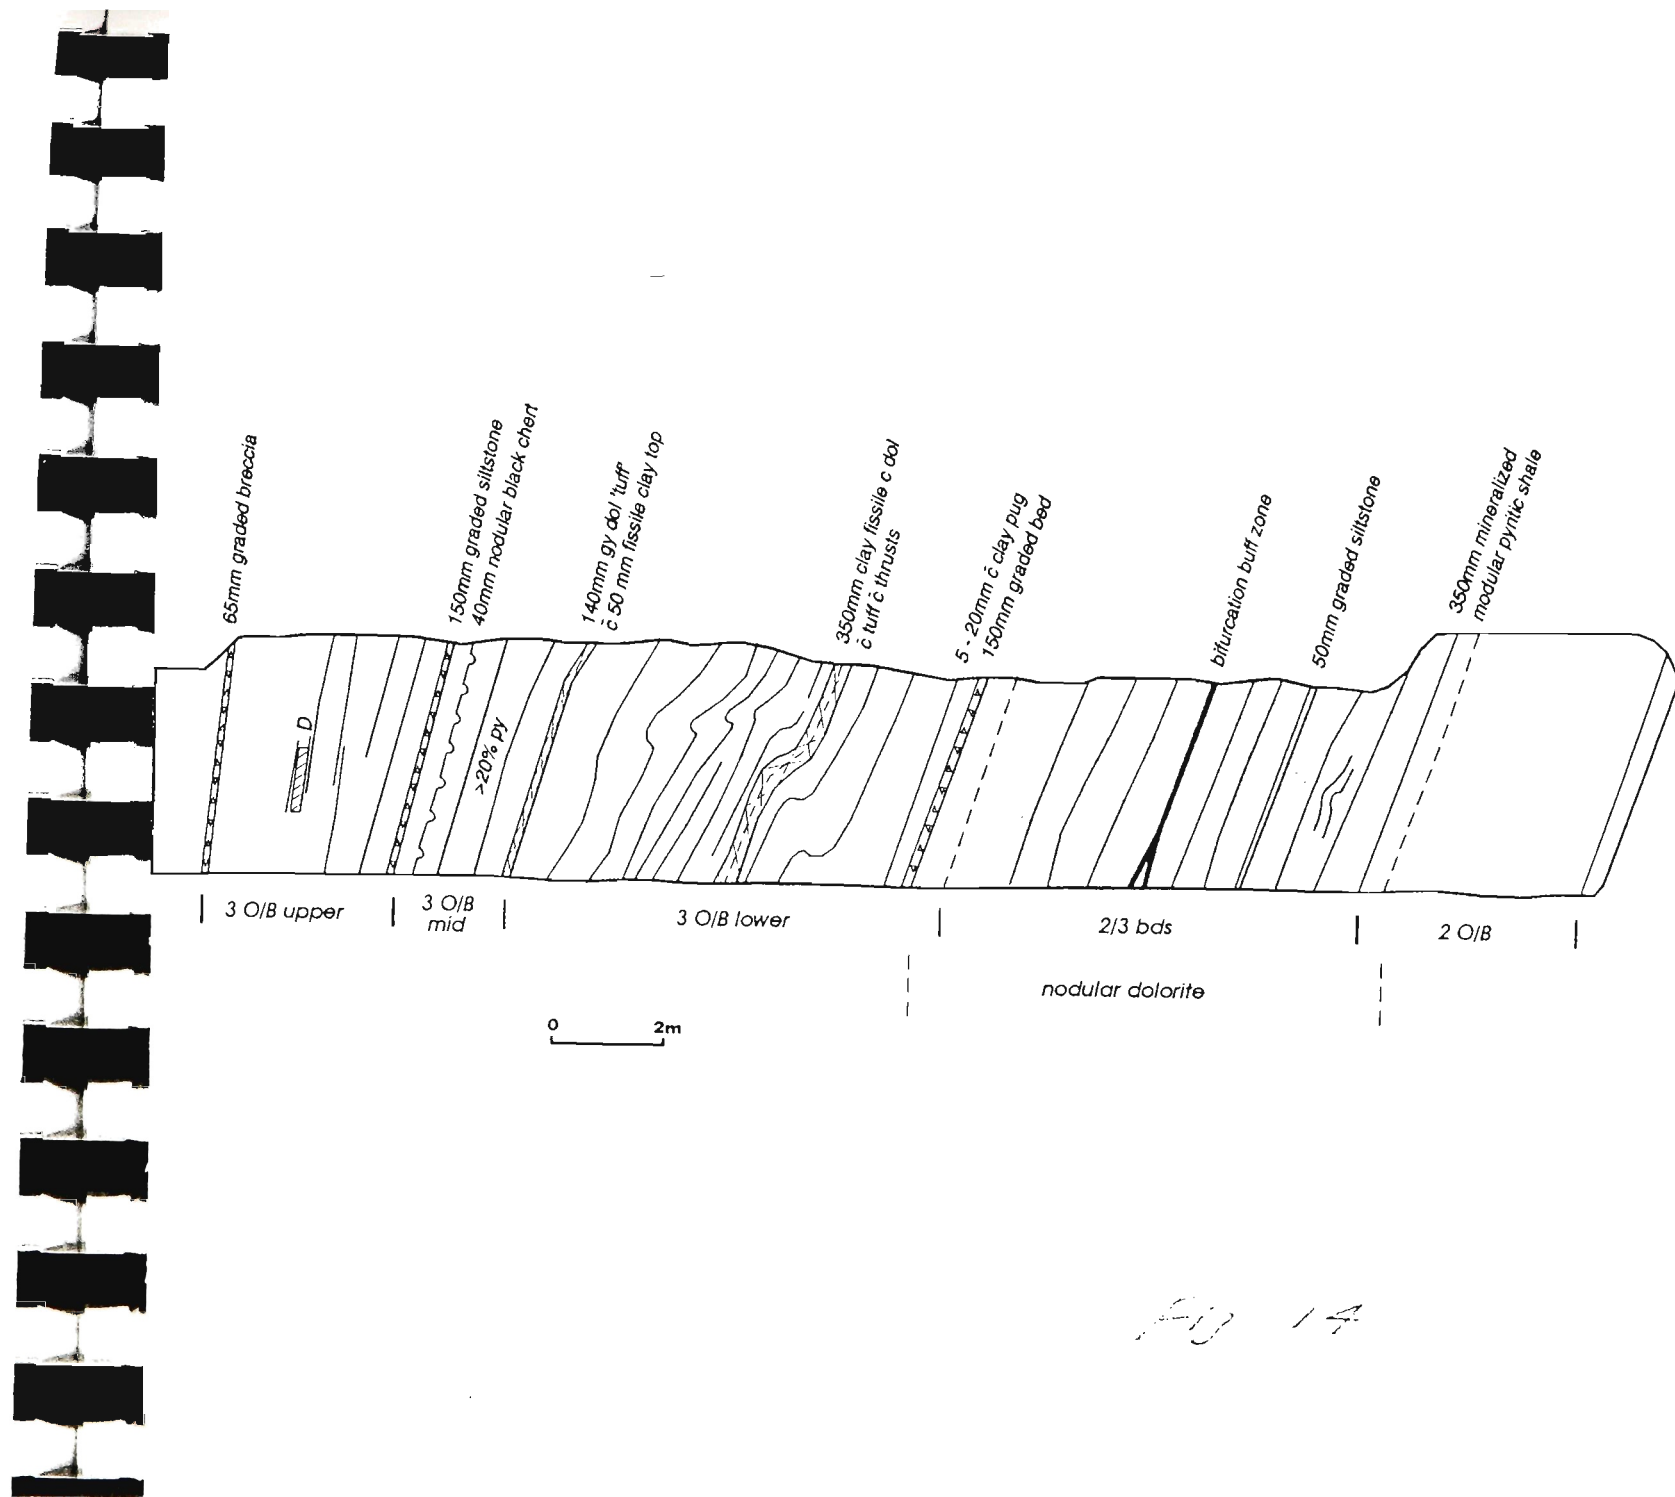 65mm graded breccia
150mm graded siltstone
40mm nodular black chert
140mm gy dol 'tuff'
c̄ 50 mm fissile clay top
350mm clay fissile c dol
c̄ tuff c̄ thrusts
5 - 20mm c̄ clay pug
150mm graded bed
bifurcation buff zone
50mm graded siltstone
350mm mineralized
modular pyritic shale
D
>20% py
3 O/B upper
3 O/B
mid
3 O/B lower
2/3 bds
2 O/B
nodular dolorite
0 2m
Fig 14